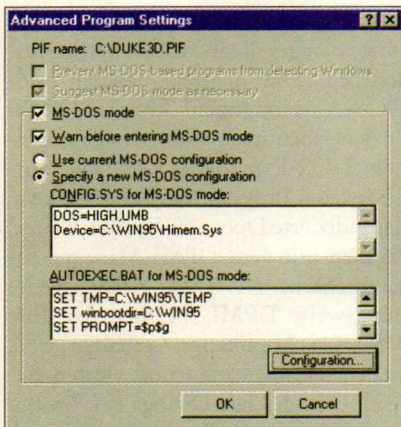 Advanced Program Settings
PIF name: C:\DUKE3D.PIF
Prevent MS-DOS-based programs from detecting Windows
Suggest MS-DOS mode as necessary
MS-DOS mode
Warn before entering MS-DOS mode
Use current MS-DOS configuration
Specify a new MS-DOS configuration
CONFIG.SYS for MS-DOS mode:
DOS=HIGH,UMB
Device=C:\WIN95\Himem.Sys
AUTOEXEC.BAT for MS-DOS mode:
SET TMP=C:\WIN95\TEMP
SET winbootdir=C:\WIN95
SET PROMPT=$p$g
Configuration...
OK Cancel